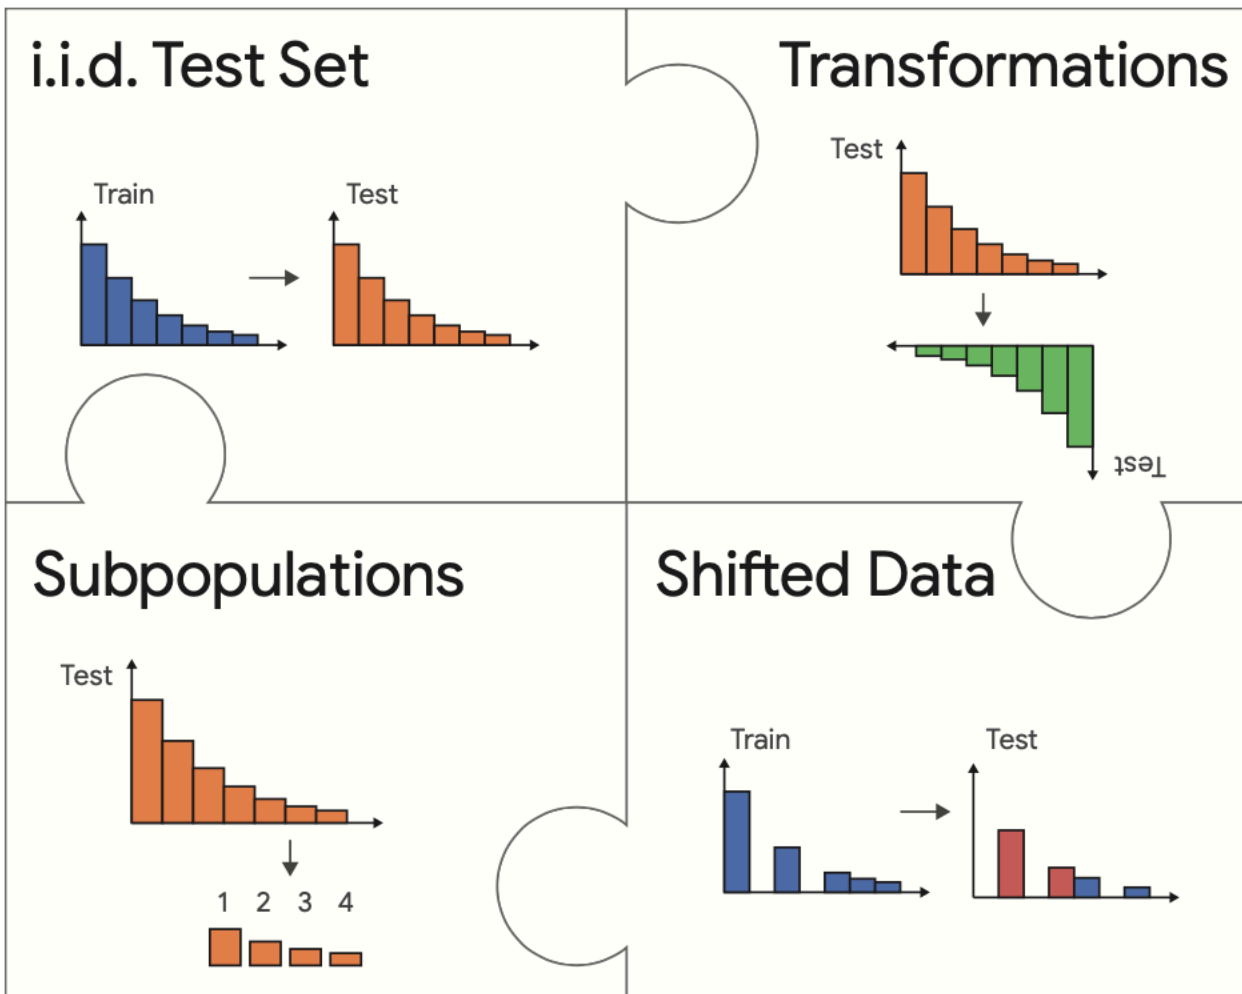 i.i.d. Test Set
Train
Test
Transformations
Test
Test
Subpopulations
Test
1 2 3 4
Shifted Data
Train
Test